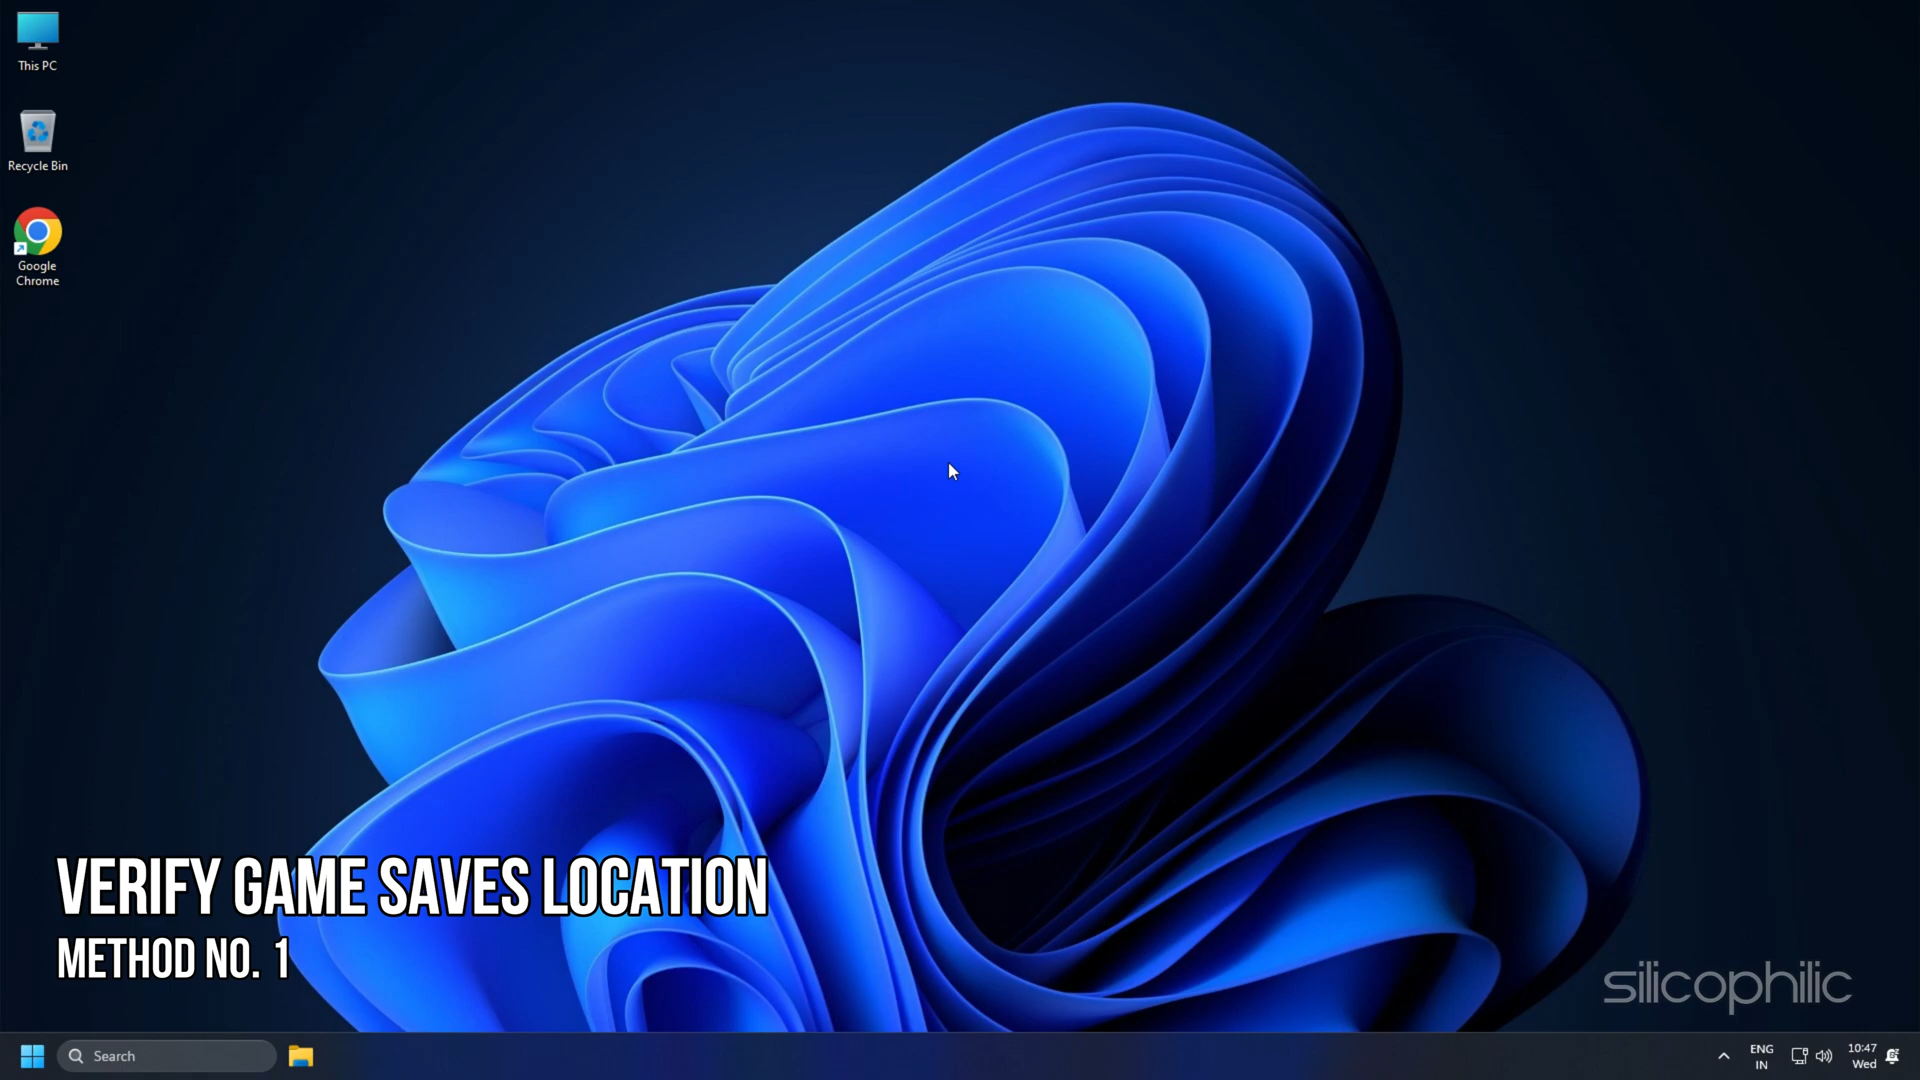 This PC
Recycle Bin
Google
Chrome
VERIFY GAME SAVES LOCATION
METHOD NO. 1
silicophilic
Search
ENG
IN
10:47
Wed